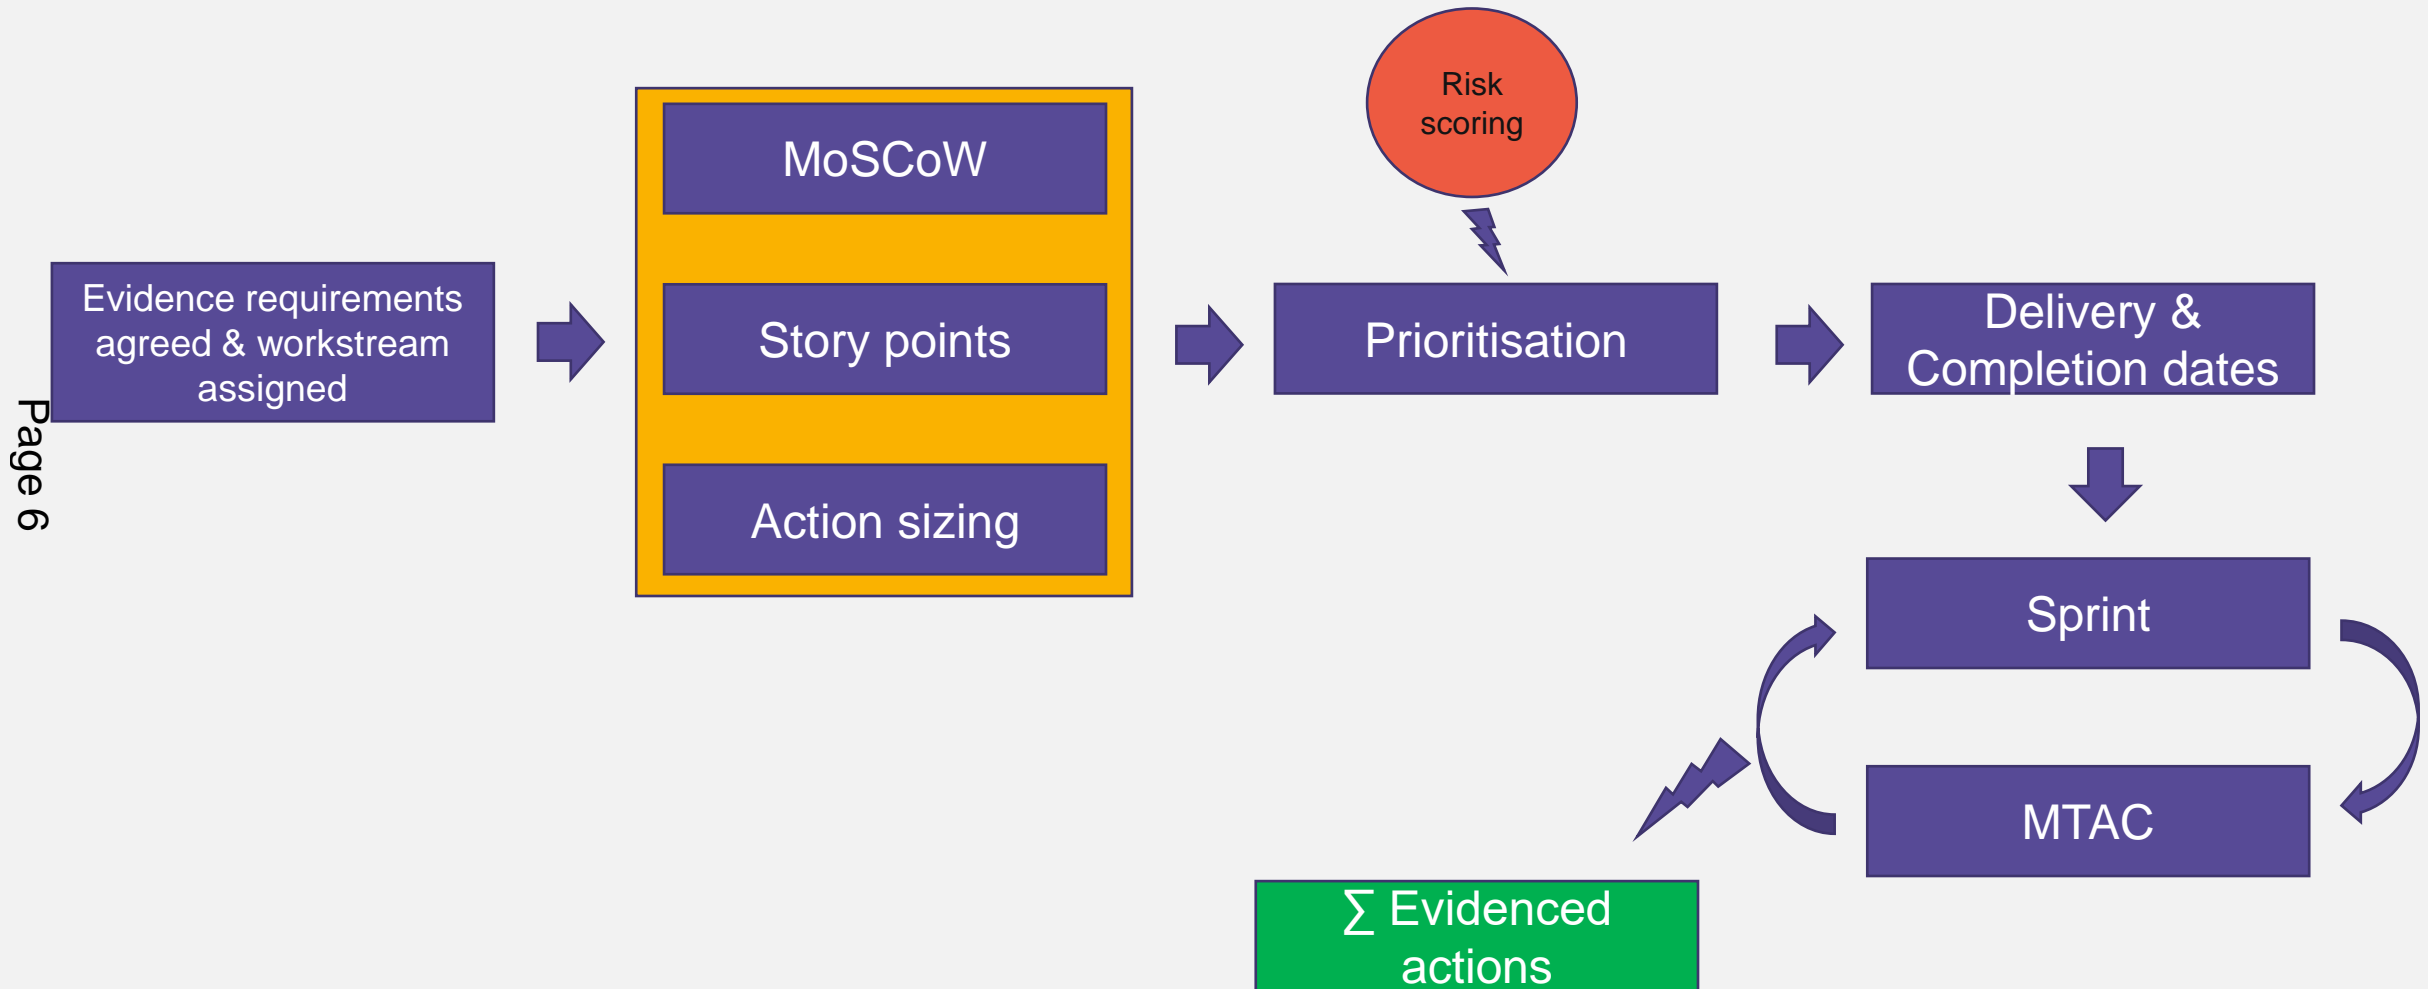 Risk
scoring
MoSCoW
Evidence requirements
agreed & workstream
assigned
Story points
Prioritisation
Delivery &
Completion dates
Action sizing
Page 6
Sprint
MTAC
∑ Evidenced
actions